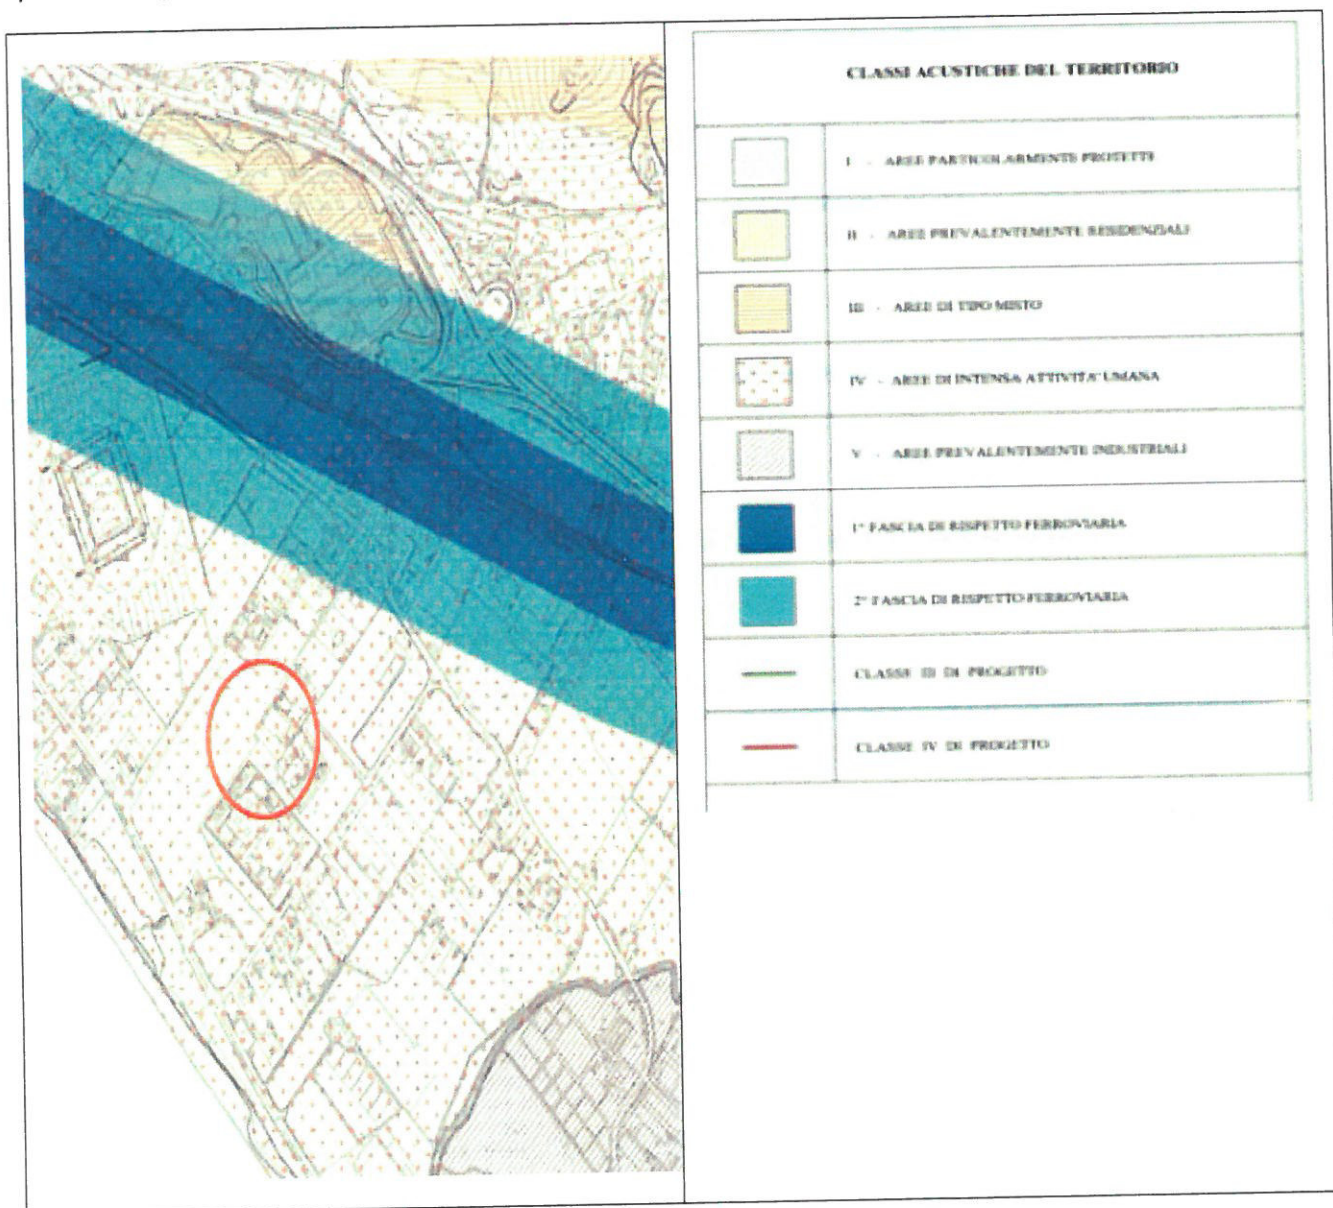 CLASSI ACUSTICHE DEL TERRITORIO
I - AREE PARTICOLARMENTE PROTETTE
II - AREE PREVALENTEMENTE RESIDENZIALI
III - AREE DI TIPO MISTO
IV - AREE DI INTENSA ATTIVITA' UMANA
V - AREE PREVALENTEMENTE INDUSTRIALI
1° FASCIA DI RISPETTO FERROVIARIA
2° FASCIA DI RISPETTO FERROVIARIA
CLASSE III DI PROGETTO
CLASSE IV DI PROGETTO